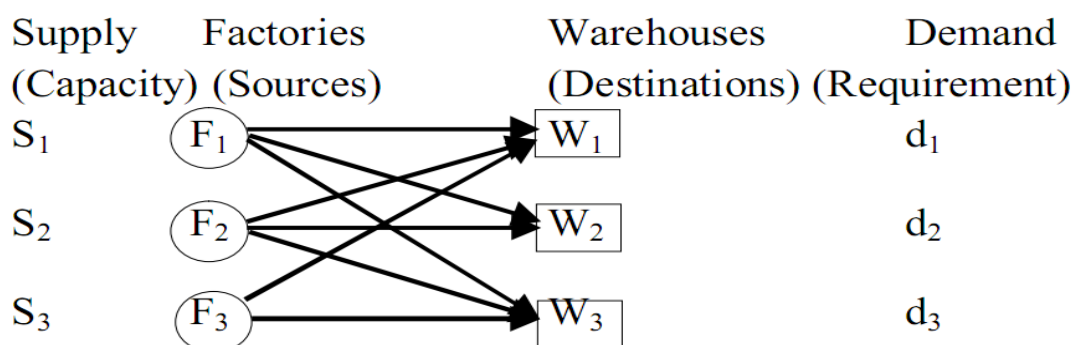 Supply Factories Warehouses Demand
(Capacity) (Sources) (Destinations) (Requirement)
S₁ F₁ W₁ d₁
S₂ F₂ W₂ d₂
S₃ F₃ W₃ d₃